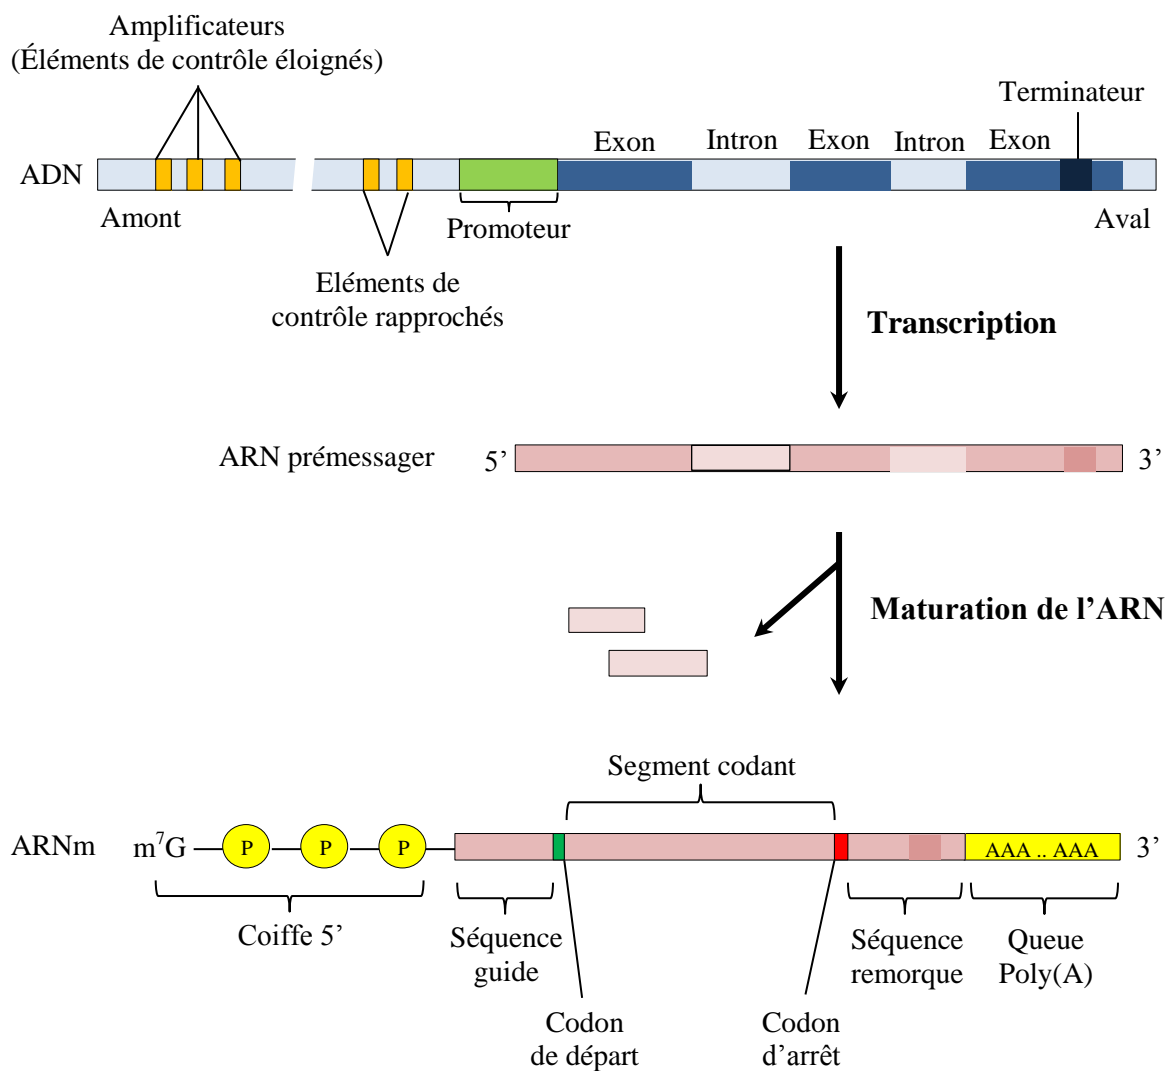 Amplificateurs
(Éléments de contrôle éloignés)
Terminateur
Exon Intron Exon Intron Exon
ADN
Amont
Promoteur
Aval
Eléments de
contrôle rapprochés
Transcription
ARN prémessager 5’ 3’
Maturation de l’ARN
Segment codant
ARNm m⁷G P P P AAA .. AAA 3’
Coiffe 5’
Séquence
guide
Séquence
remorque
Queue
Poly(A)
Codon
de départ
Codon
d’arrêt